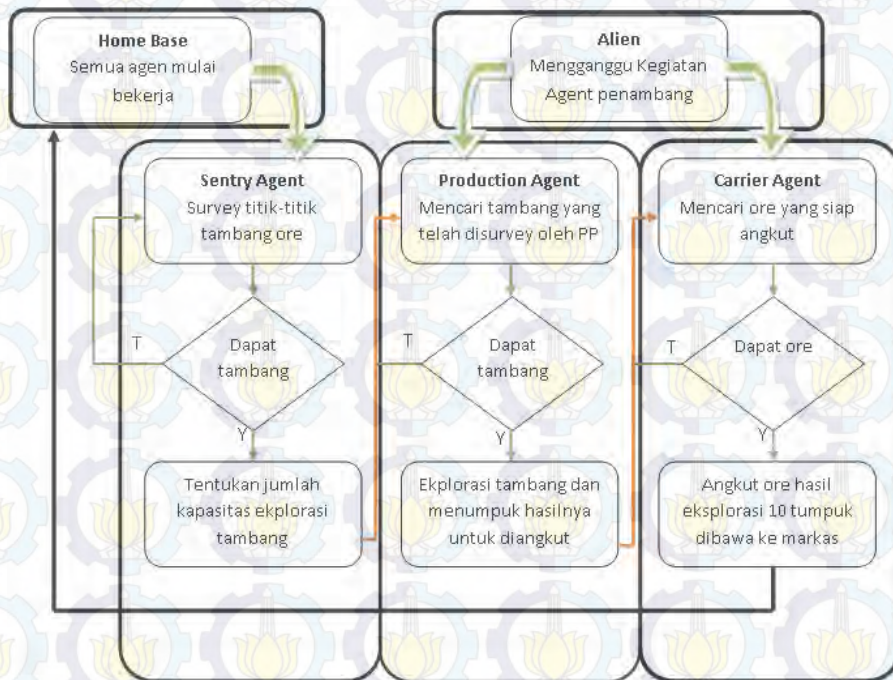 Home Base
Semua agen mulai
bekerja
Alien
Mengganggu Kegiatan
Agent penambang
Sentry Agent
Survey titik-titik
tambang ore
Production Agent
Mencari tambang yang
telah disurvey oleh PP
Carrier Agent
Mencari ore yang siap
angkut
T
Dapat
tambang
Y
T
Dapat
tambang
Y
T
Dapat ore
Y
Tentukan jumlah
kapasitas eklporasi
tambang
Ekplorasi tambang dan
menumpuk hasilnya
untuk diangkut
Angkut ore hasil
eksplorasi 10 tumpuk
dibawa ke markas